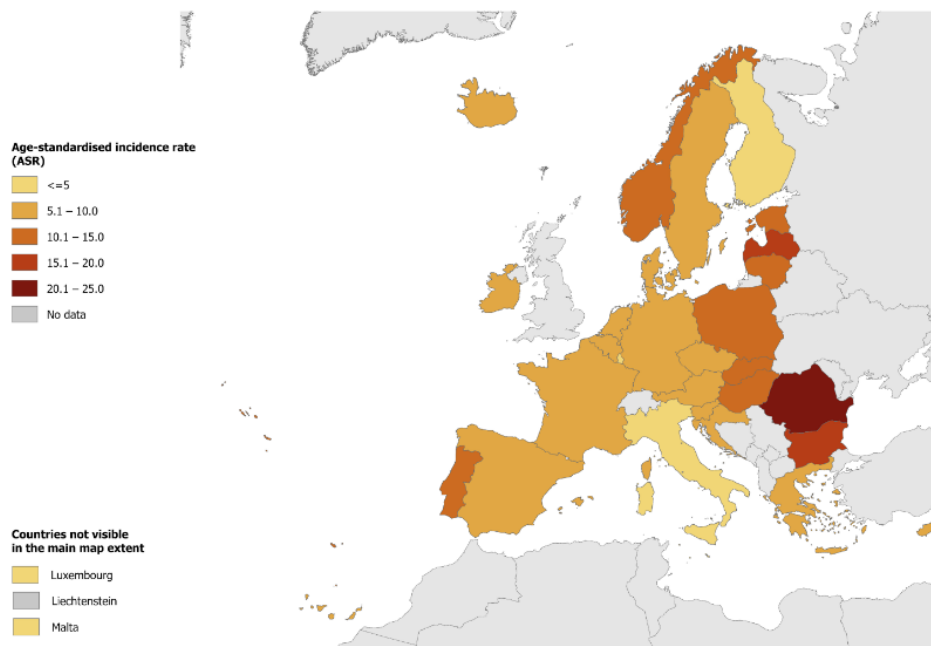 Age-standardised incidence rate
(ASR)
<=5
5.1 – 10.0
10.1 – 15.0
15.1 – 20.0
20.1 – 25.0
No data
Countries not visible
in the main map extent
Luxembourg
Liechtenstein
Malta